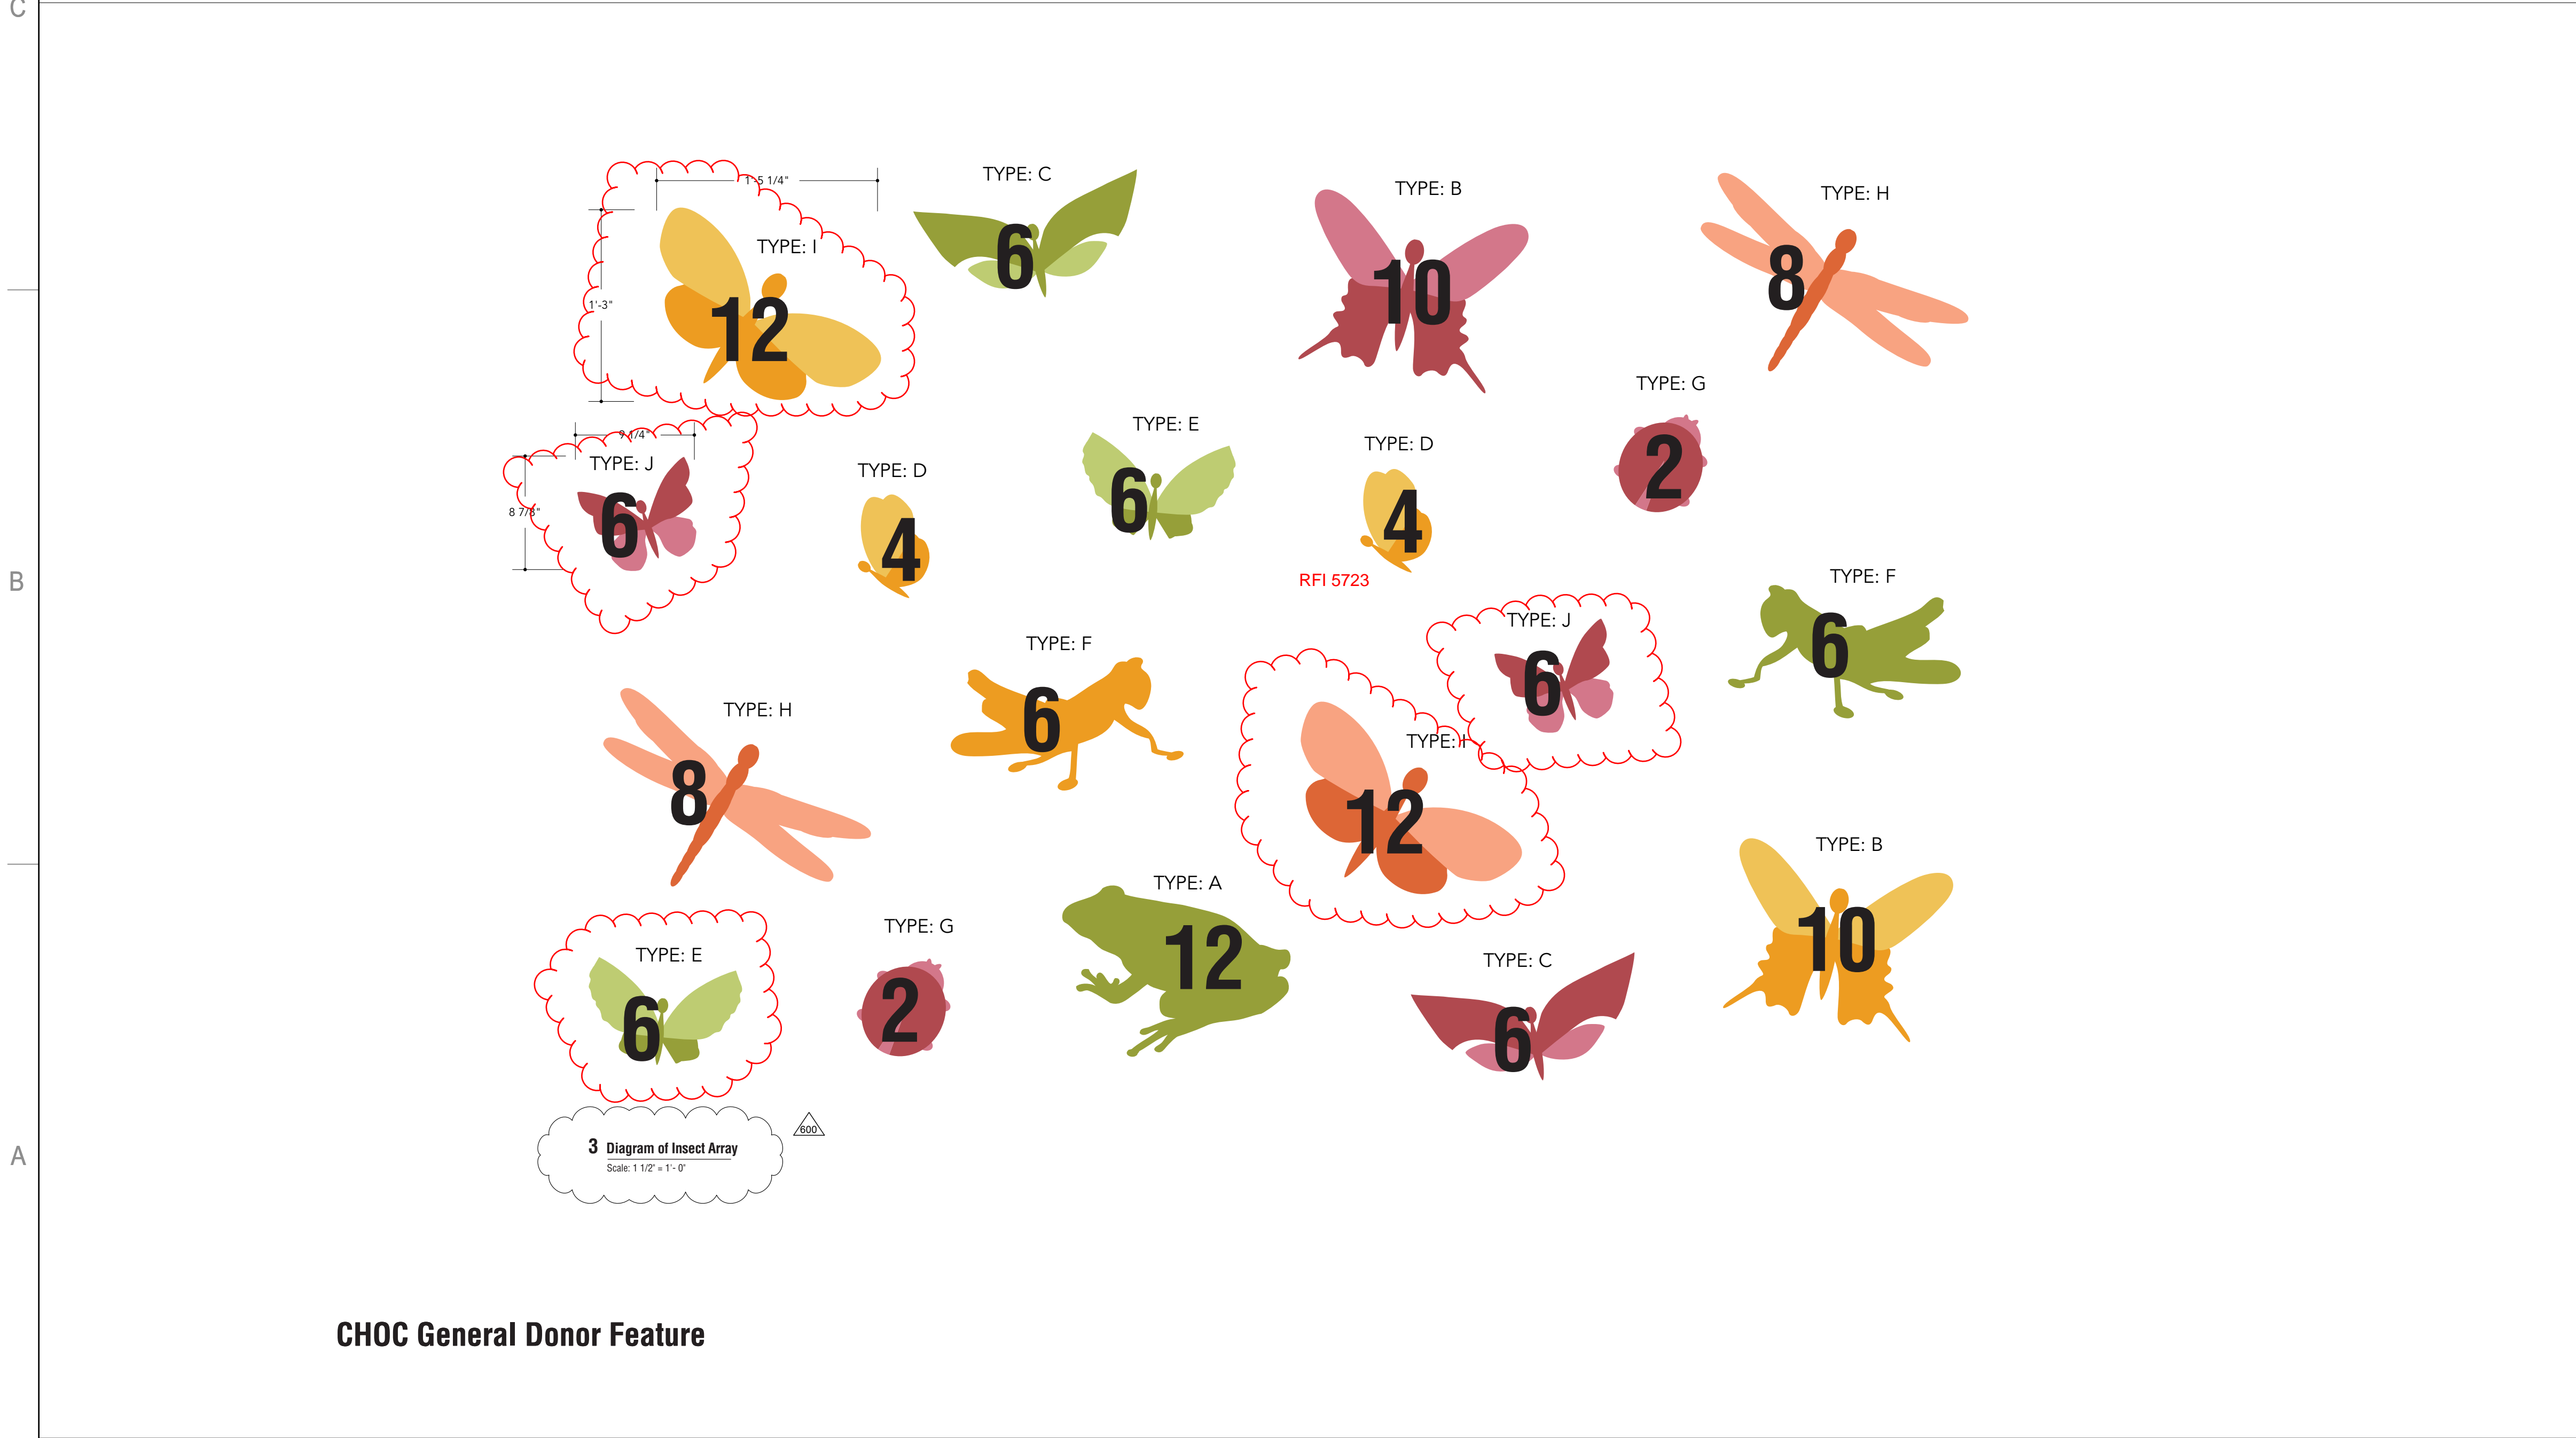 C
TYPE: C
TYPE: B
TYPE: H
1'-5 1/4"
TYPE: I
6
10
8
1'-3"
12
TYPE: G
9 1/4"
TYPE: E
TYPE: D
2
TYPE: J
TYPE: D
8 7/8"
6
4
6
4
B
RFI 5723
TYPE: F
TYPE: J
6
TYPE: F
6
TYPE: H
6
TYPE: I
8
12
TYPE: B
TYPE: A
10
TYPE: G
12
TYPE: E
TYPE: C
6
2
6
600
A
3 Diagram of Insect Array
Scale: 1 1/2" = 1'- 0"
CHOC General Donor Feature